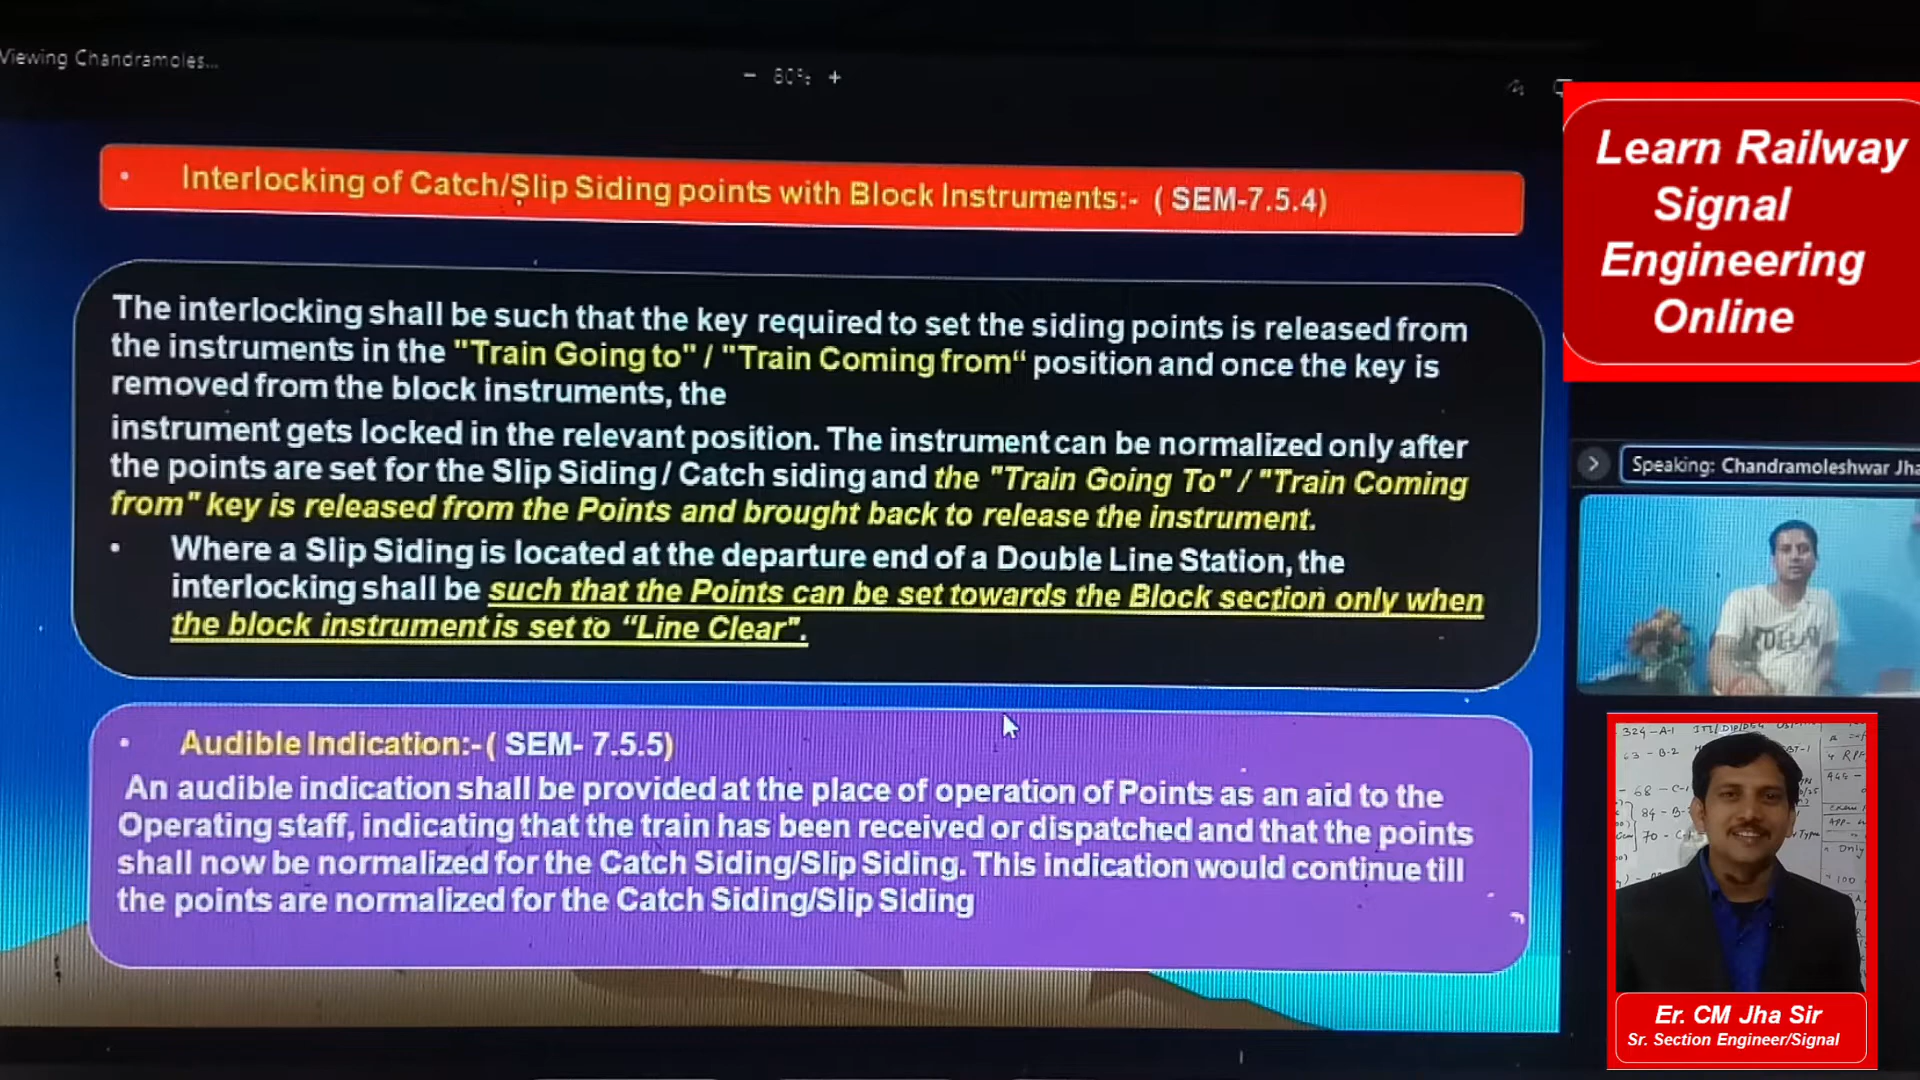 Viewing Chandramoles...
− 80% +
• Interlocking of Catch/Slip Siding points with Block Instruments:- ( SEM-7.5.4)
The interlocking shall be such that the key required to set the siding points is released from
the instruments in the "Train Going to" / "Train Coming from“ position and once the key is
removed from the block instruments, the
instrument gets locked in the relevant position. The instrument can be normalized only after
the points are set for the Slip Siding / Catch siding and the "Train Going To" / "Train Coming
from" key is released from the Points and brought back to release the instrument.
• Where a Slip Siding is located at the departure end of a Double Line Station, the
interlocking shall be such that the Points can be set towards the Block section only when
the block instrument is set to “Line Clear".
• Audible Indication:-( SEM- 7.5.5)
An audible indication shall be provided at the place of operation of Points as an aid to the
Operating staff, indicating that the train has been received or dispatched and that the points
shall now be normalized for the Catch Siding/Slip Siding. This indication would continue till
the points are normalized for the Catch Siding/Slip Siding
Learn Railway
Signal
Engineering
Online
Speaking: Chandramoleshwar Jha
324-A-1
63-B-2
68-C-1
84-B-
70-C-
Er. CM Jha Sir
Sr. Section Engineer/Signal